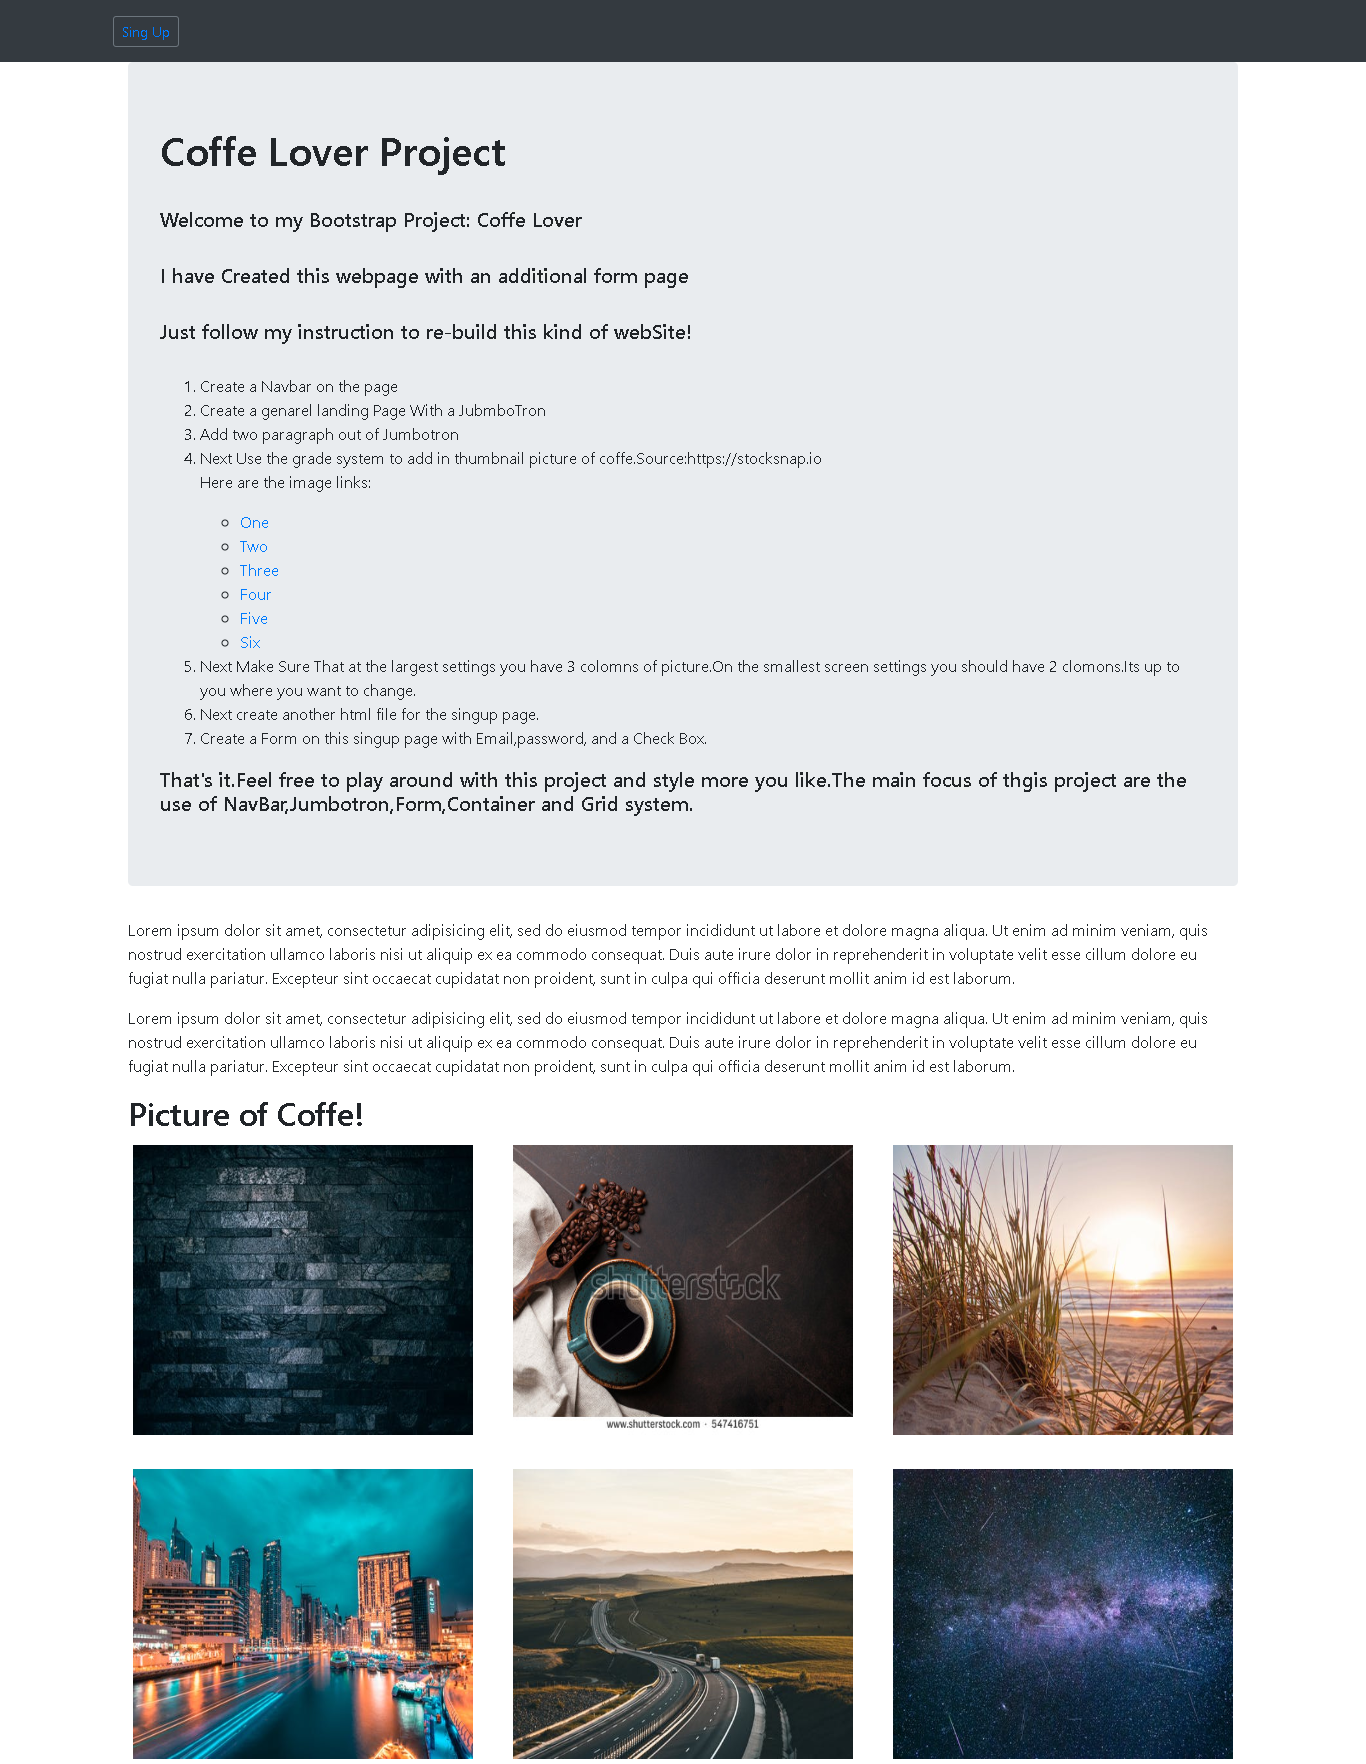 Sing Up
Coffe Lover Project
Welcome to my Bootstrap Project: Coffe Lover
I have Created this webpage with an additional form page
Just follow my instruction to re-build this kind of webSite!
1. Create a Navbar on the page
2. Create a genarel landing Page With a JubmboTron
3. Add two paragraph out of Jumbotron
4. Next Use the grade system to add in thumbnail picture of coffe.Source:https://stocksnap.io
Here are the image links:
One
Two
Three
Four
Five
Six
5. Next Make Sure That at the largest settings you have 3 colomns of picture.On the smallest screen settings you should have 2 clomons.Its up to
you where you want to change.
6. Next create another html file for the singup page.
7. Create a Form on this singup page with Email,password, and a Check Box.
That's it.Feel free to play around with this project and style more you like.The main focus of thgis project are the
use of NavBar,Jumbotron,Form,Container and Grid system.
Lorem ipsum dolor sit amet, consectetur adipisicing elit, sed do eiusmod tempor incididunt ut labore et dolore magna aliqua. Ut enim ad minim veniam, quis
nostrud exercitation ullamco laboris nisi ut aliquip ex ea commodo consequat. Duis aute irure dolor in reprehenderit in voluptate velit esse cillum dolore eu
fugiat nulla pariatur. Excepteur sint occaecat cupidatat non proident, sunt in culpa qui officia deserunt mollit anim id est laborum.
Lorem ipsum dolor sit amet, consectetur adipisicing elit, sed do eiusmod tempor incididunt ut labore et dolore magna aliqua. Ut enim ad minim veniam, quis
nostrud exercitation ullamco laboris nisi ut aliquip ex ea commodo consequat. Duis aute irure dolor in reprehenderit in voluptate velit esse cillum dolore eu
fugiat nulla pariatur. Excepteur sint occaecat cupidatat non proident, sunt in culpa qui officia deserunt mollit anim id est laborum.
Picture of Coffe!
shutterstock
www.shutterstock.com · 547416751